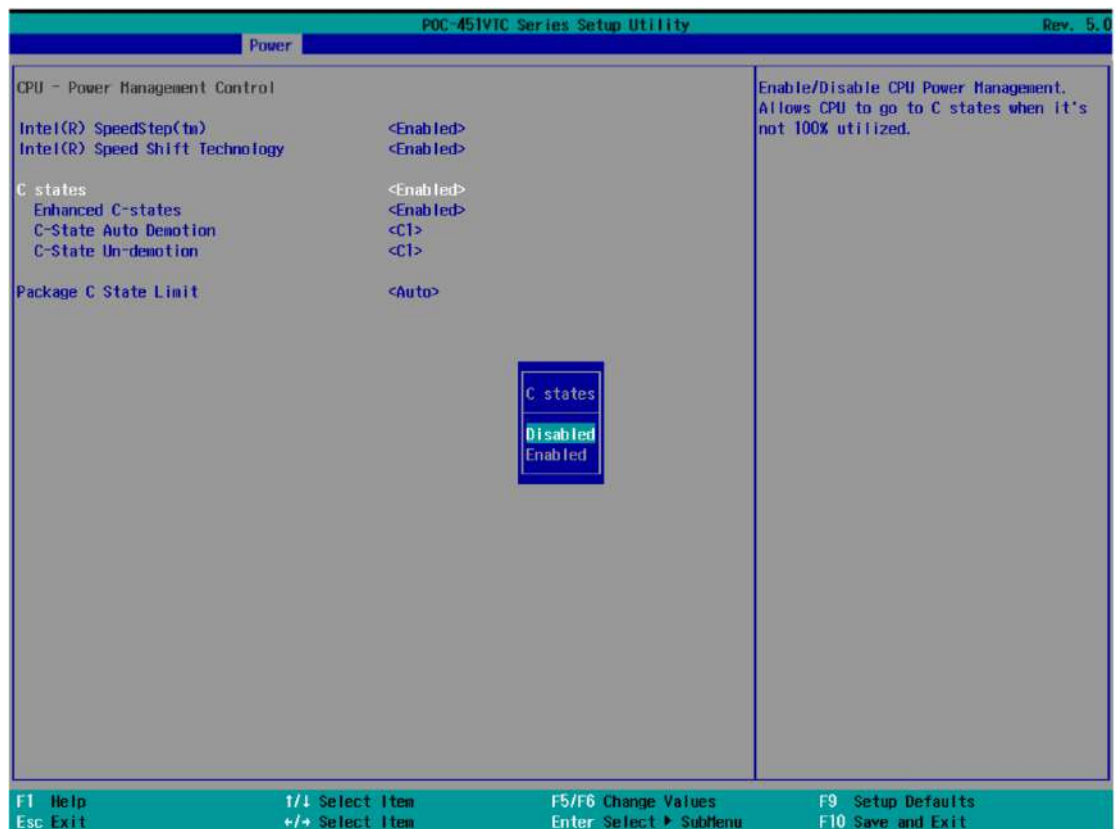 POC-451VTC Series Setup Utility Rev. 5.0
Power
CPU - Power Management Control
Intel(R) SpeedStep(tm) <Enabled>
Intel(R) Speed Shift Technology <Enabled>
C states <Enabled>
Enhanced C-states <Enabled>
C-State Auto Demotion <C1>
C-State Un-demotion <C1>
Package C State Limit <Auto>
Enable/Disable CPU Power Management.
Allows CPU to go to C states when it's
not 100% utilized.
C states
Disabled
Enabled
F1 Help ↑/↓ Select Item F5/F6 Change Values F9 Setup Defaults
Esc Exit ←/→ Select Item Enter Select ▶ SubMenu F10 Save and Exit